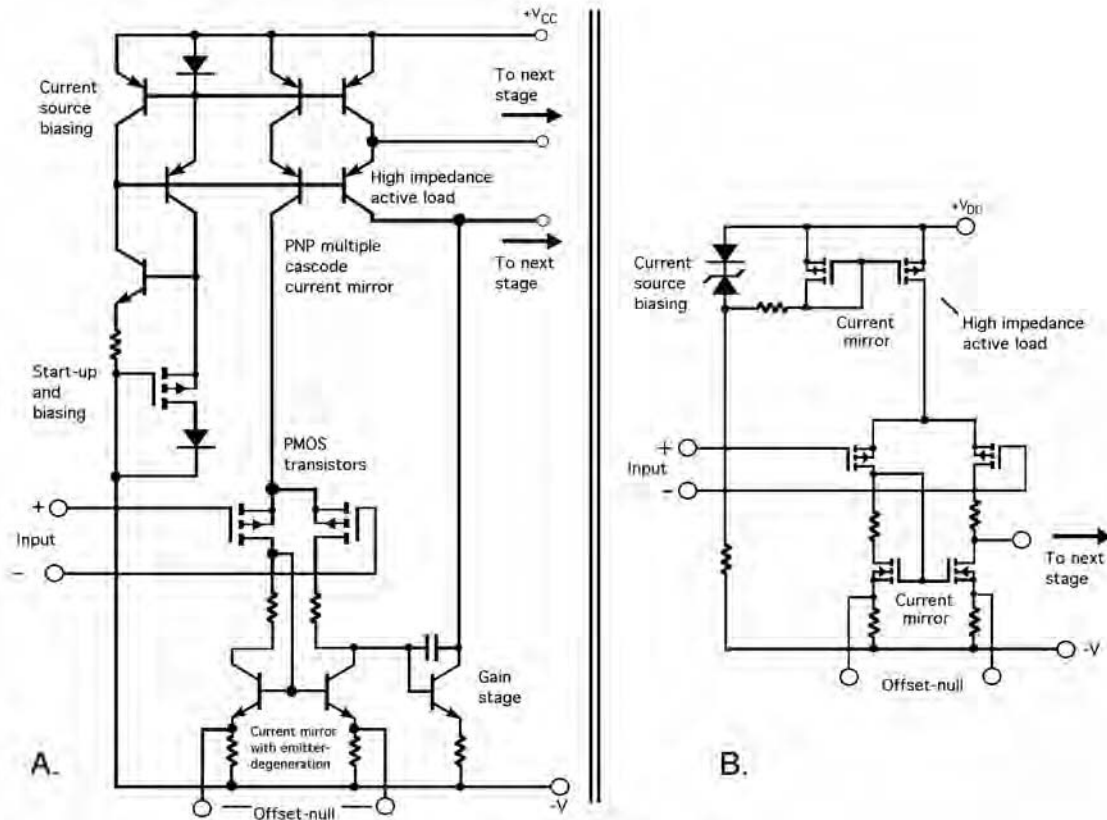 +VCC
Current
source
biasing
To next
stage
High impedance
active load
PNP multiple
cascode
current mirror
To next
stage
Start-up
and
biasing
PMOS
transistors
+
Input
-
Gain
stage
Current mirror
with emitter-
degeneration
A.
-V
Offset-null
+VDD
Current
source
biasing
Current
mirror
High impedance
active load
+
Input
-
To next
stage
Current
mirror
-V
Offset-null
B.